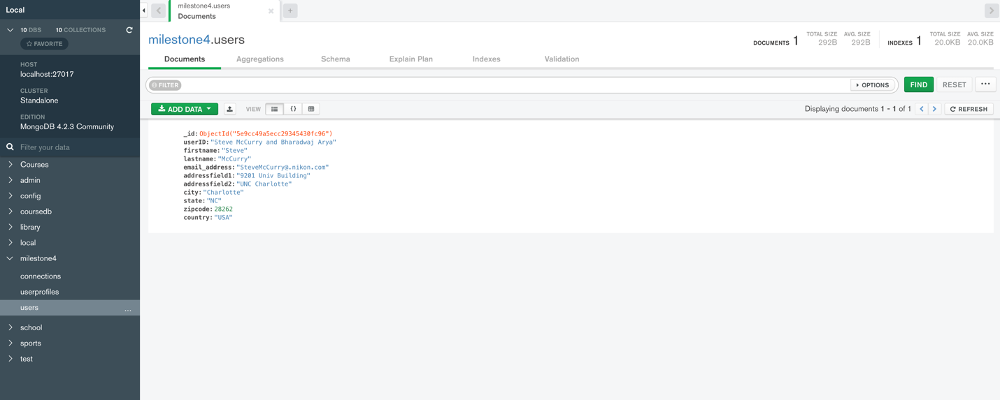 Local
10 DBS 10 COLLECTIONS
FAVORITE
HOST
localhost:27017
CLUSTER
Standalone
EDITION
MongoDB 4.2.3 Community
Filter your data
Courses
admin
config
coursedb
library
local
milestone4
connections
userprofiles
users ...
school
sports
test
milestone4.users
Documents
milestone4.users
DOCUMENTS 1 TOTAL SIZE 292B AVG. SIZE 292B INDEXES 1 TOTAL SIZE 20.0KB AVG. SIZE 20.0KB
Documents Aggregations Schema Explain Plan Indexes Validation
FILTER OPTIONS FIND RESET ...
ADD DATA VIEW {} Displaying documents 1 - 1 of 1 REFRESH
_id: ObjectId("5e9cc49a5ecc29345430fc96")
userID: "Steve McCurry and Bharadwaj Arya"
firstname: "Steve"
lastname: "McCurry"
email_address: "SteveMcCurry@.nikon.com"
addressfield1: "9201 Univ Building"
addressfield2: "UNC Charlotte"
city: "Charlotte"
state: "NC"
zipcode: 28262
country: "USA"